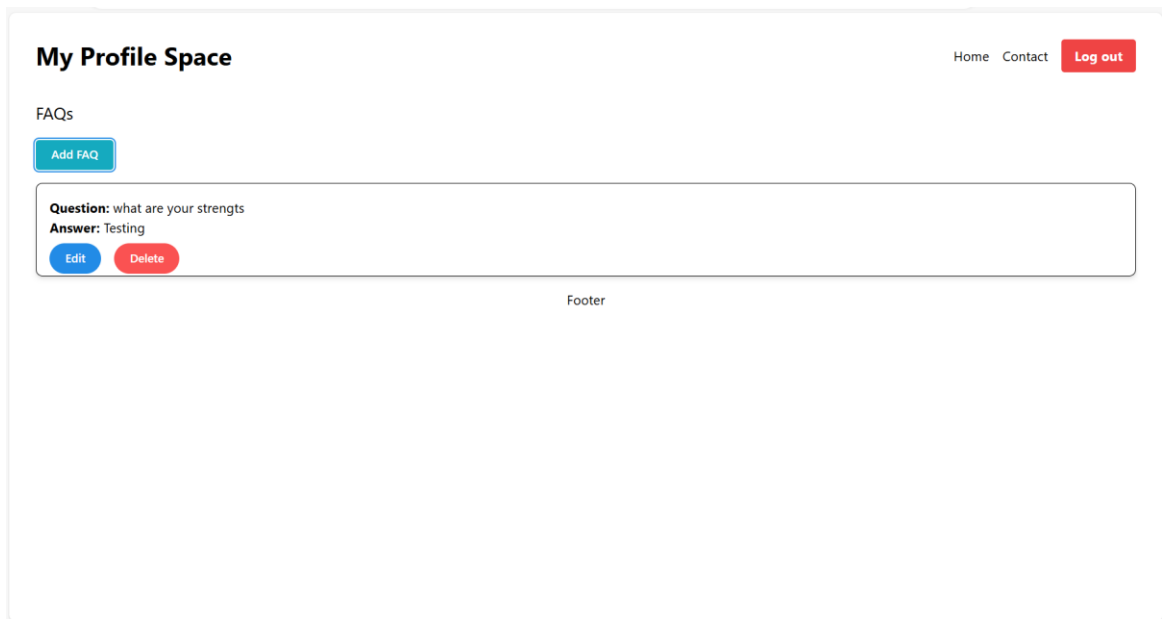 My Profile Space
Home Contact Log out
FAQs
Add FAQ
Question: what are your strengts
Answer: Testing
Edit Delete
Footer